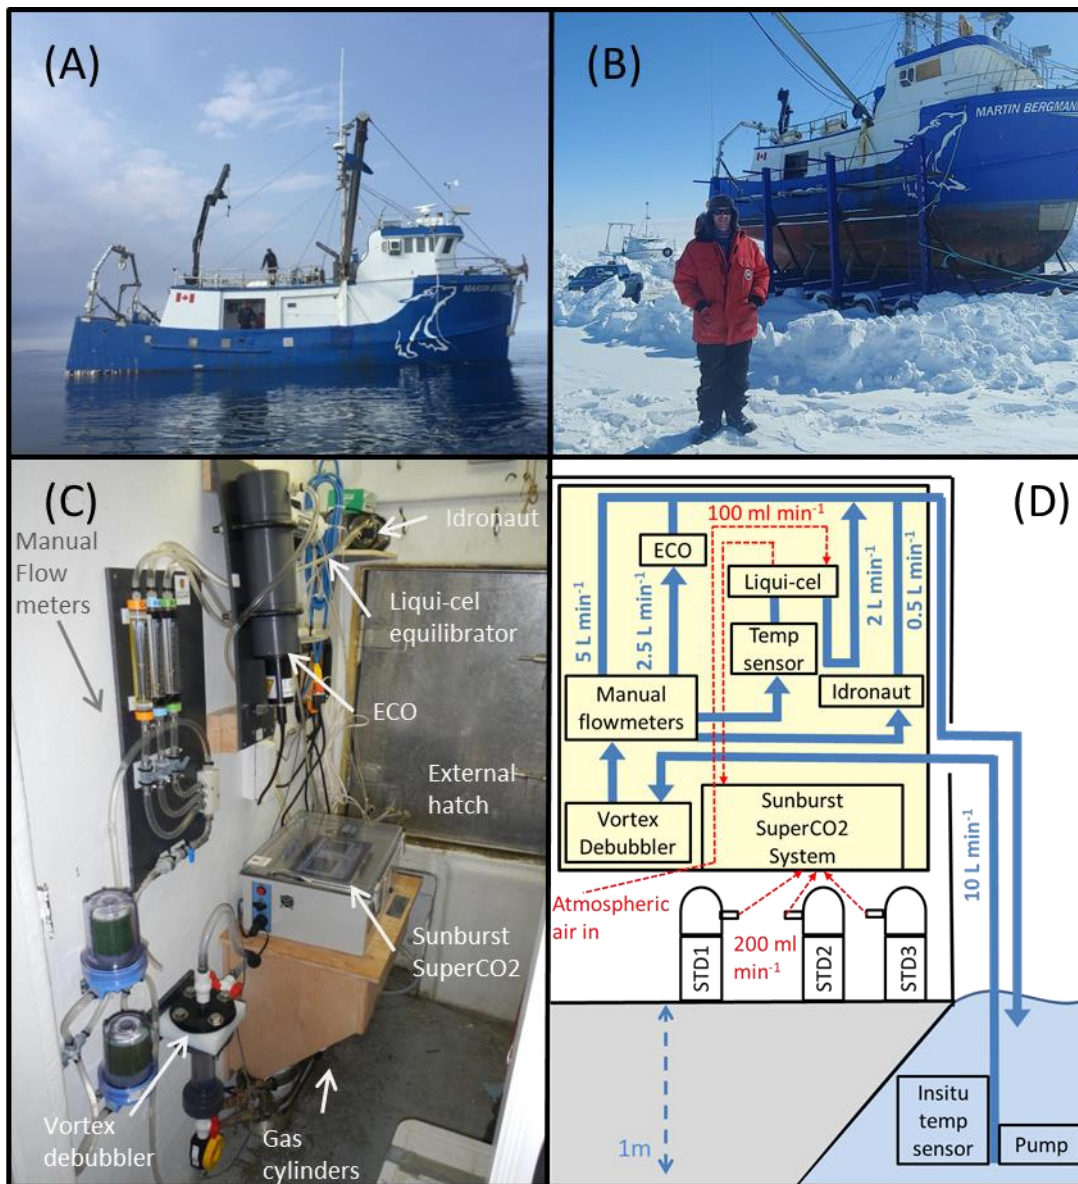 (A)
MARTIN BERGMANN
(B)
MARTIN BERGMANN
(C)
Manual
Flow
meters
Idronaut
Liqui-cel
equilibrator
ECO
External
hatch
Sunburst
SuperCO2
Vortex
debubbler
Gas
cylinders
(D)
100 ml min⁻¹
ECO
Liqui-cel
5 L min⁻¹
2.5 L min⁻¹
2 L min⁻¹
0.5 L min⁻¹
Temp
sensor
Manual
flowmeters
Idronaut
Vortex
Debubbler
Sunburst
SuperCO2
System
10 L min⁻¹
Atmospheric
air in
200 ml
min⁻¹
STD1
STD2
STD3
1m
Insitu
temp
sensor
Pump